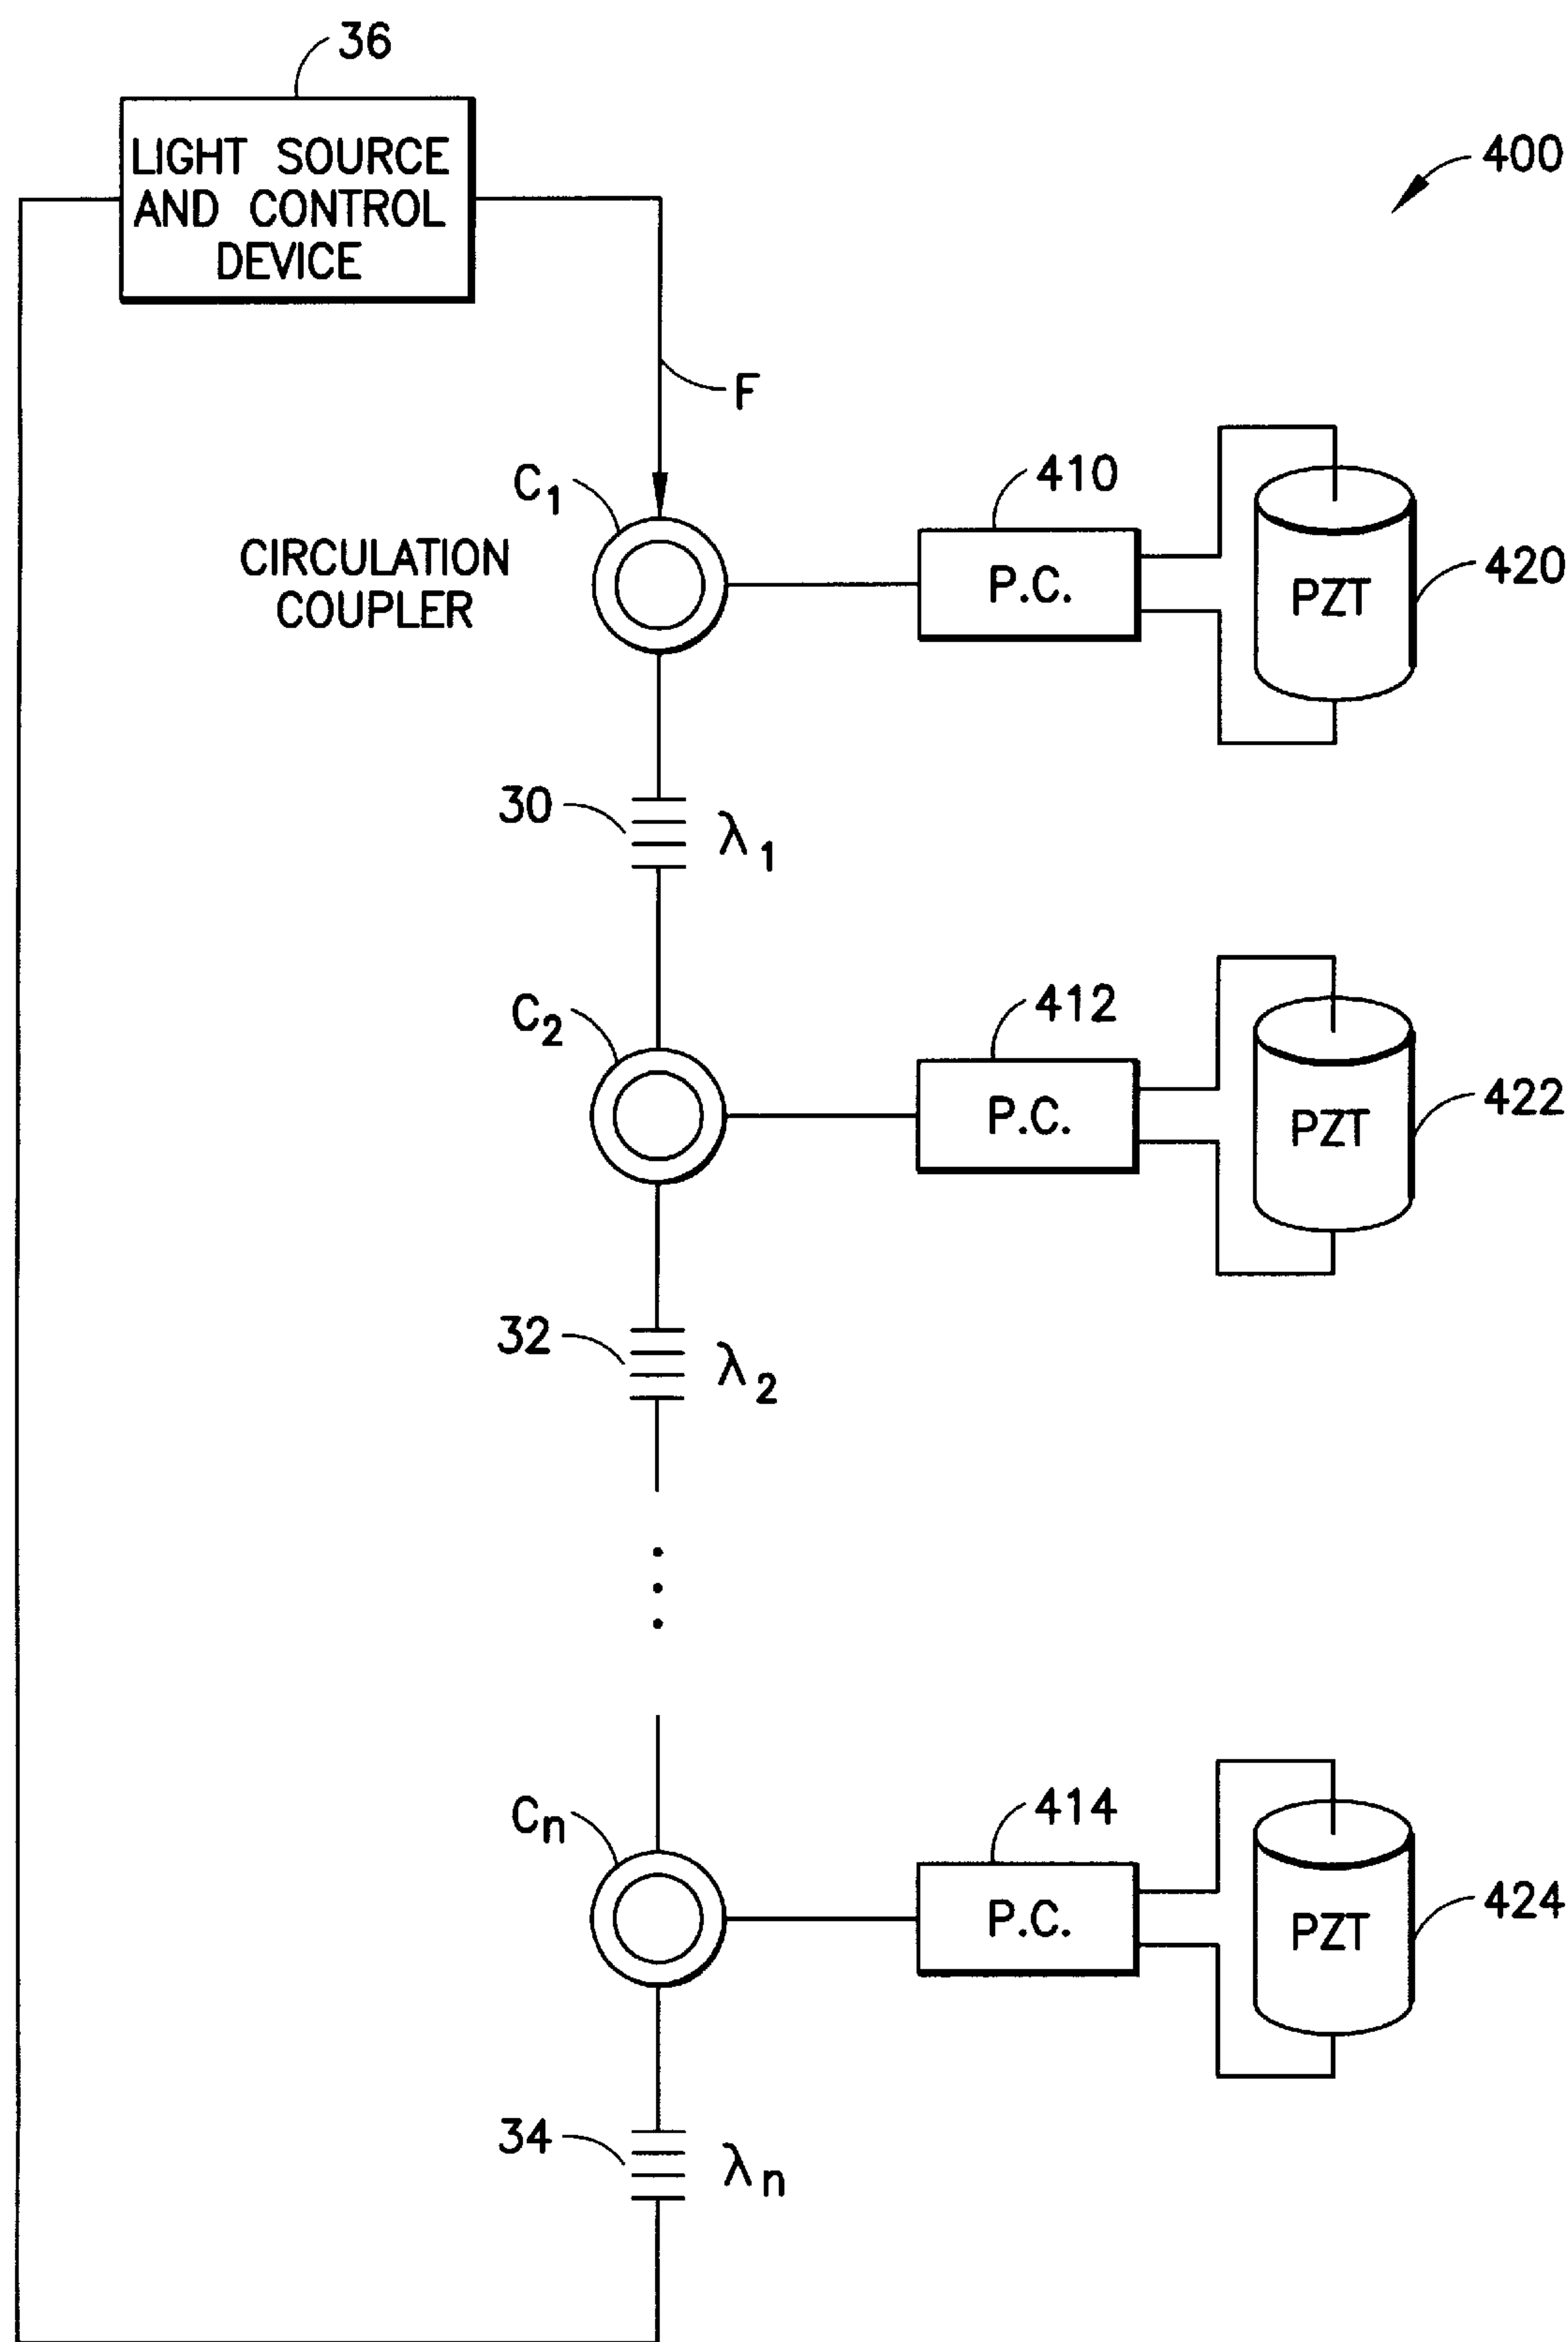 36
LIGHT SOURCE
AND CONTROL
DEVICE
400
F
C₁
CIRCULATION
COUPLER
410
P.C.
PZT
420
30
λ₁
C₂
412
P.C.
PZT
422
32
λ₂
Cₙ
414
P.C.
PZT
424
34
λₙ